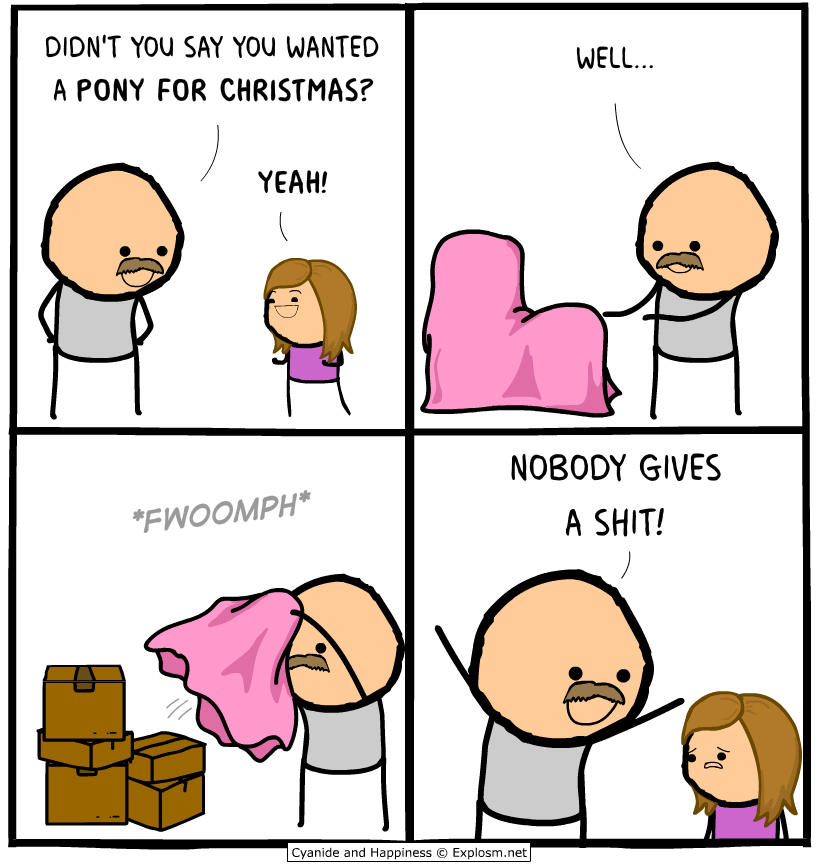 DIDN'T YOU SAY YOU WANTED
A PONY FOR CHRISTMAS?
YEAH!
WELL...
*FWOOMPH*
NOBODY GIVES
A SHIT!
Cyanide and Happiness © Explosm.net